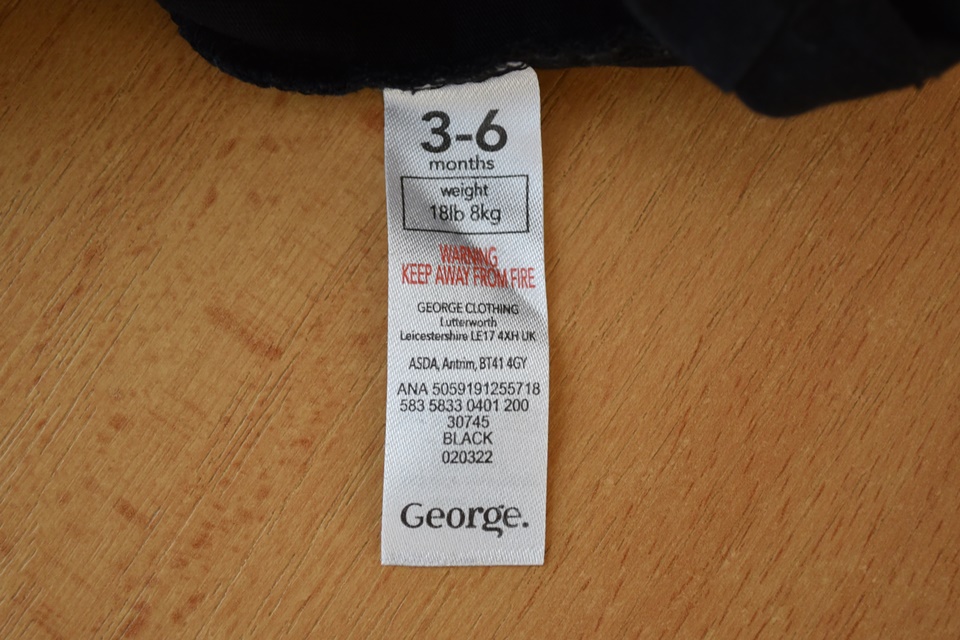 3-6
months
weight
18lb 8kg
WARNING
KEEP AWAY FROM FIRE
GEORGE CLOTHING
Lutterworth
Leicestershire LE17 4XH UK
ASDA, Antrim, BT41 4GY
ANA 5059191255718
583 5833 0401 200
30745
BLACK
020322
George.